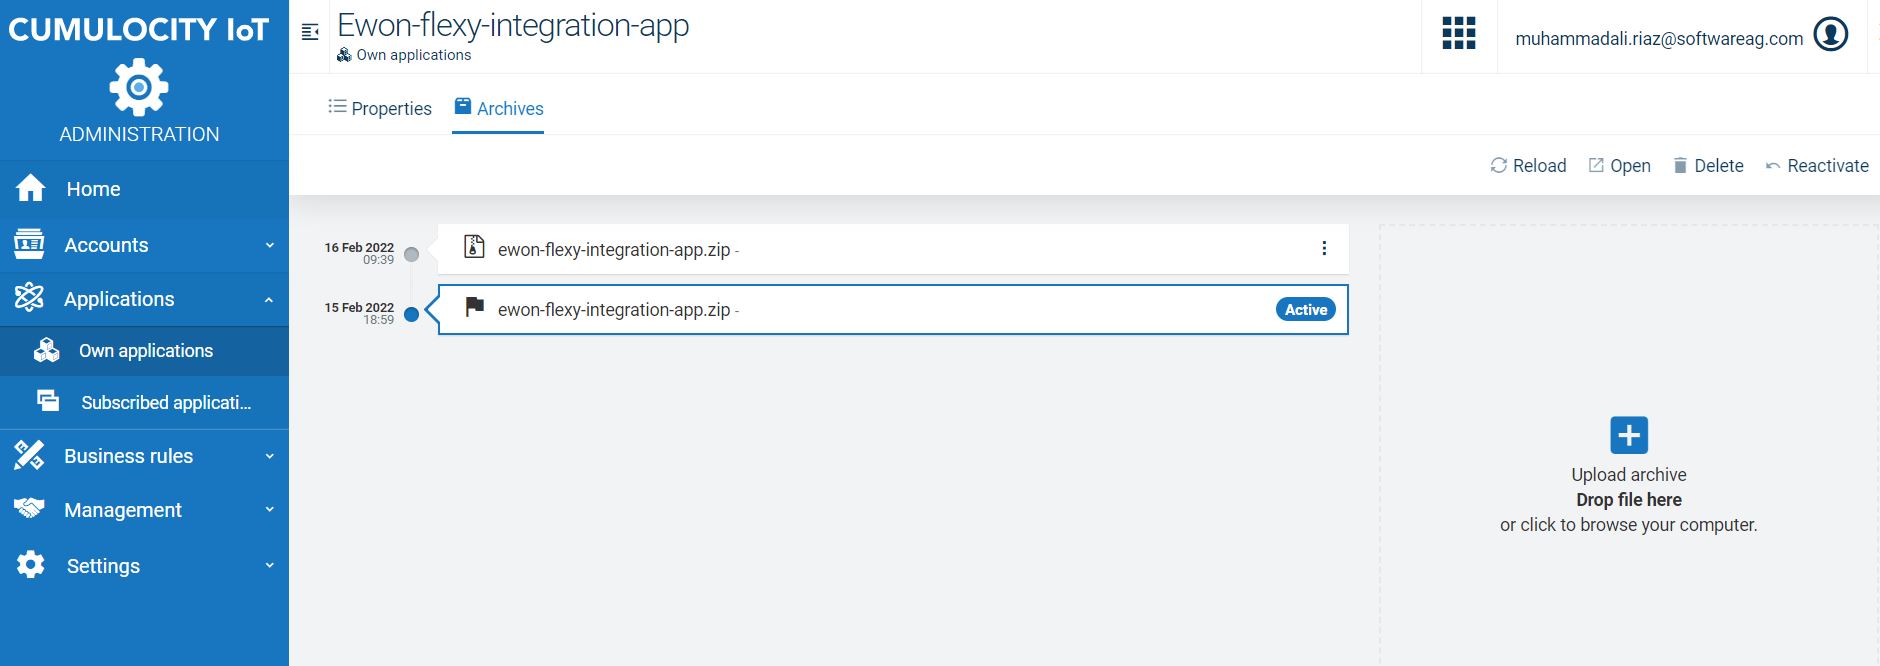 CUMULOCITY IoT
ADMINISTRATION
Home
Accounts
Applications
Own applications
Subscribed applicati...
Business rules
Management
Settings
Ewon-flexy-integration-app
Own applications
muhammadali.riaz@softwareag.com
Properties
Archives
Reload
Open
Delete
Reactivate
16 Feb 2022
09:39
ewon-flexy-integration-app.zip -
15 Feb 2022
18:59
ewon-flexy-integration-app.zip -
Active
Upload archive
Drop file here
or click to browse your computer.